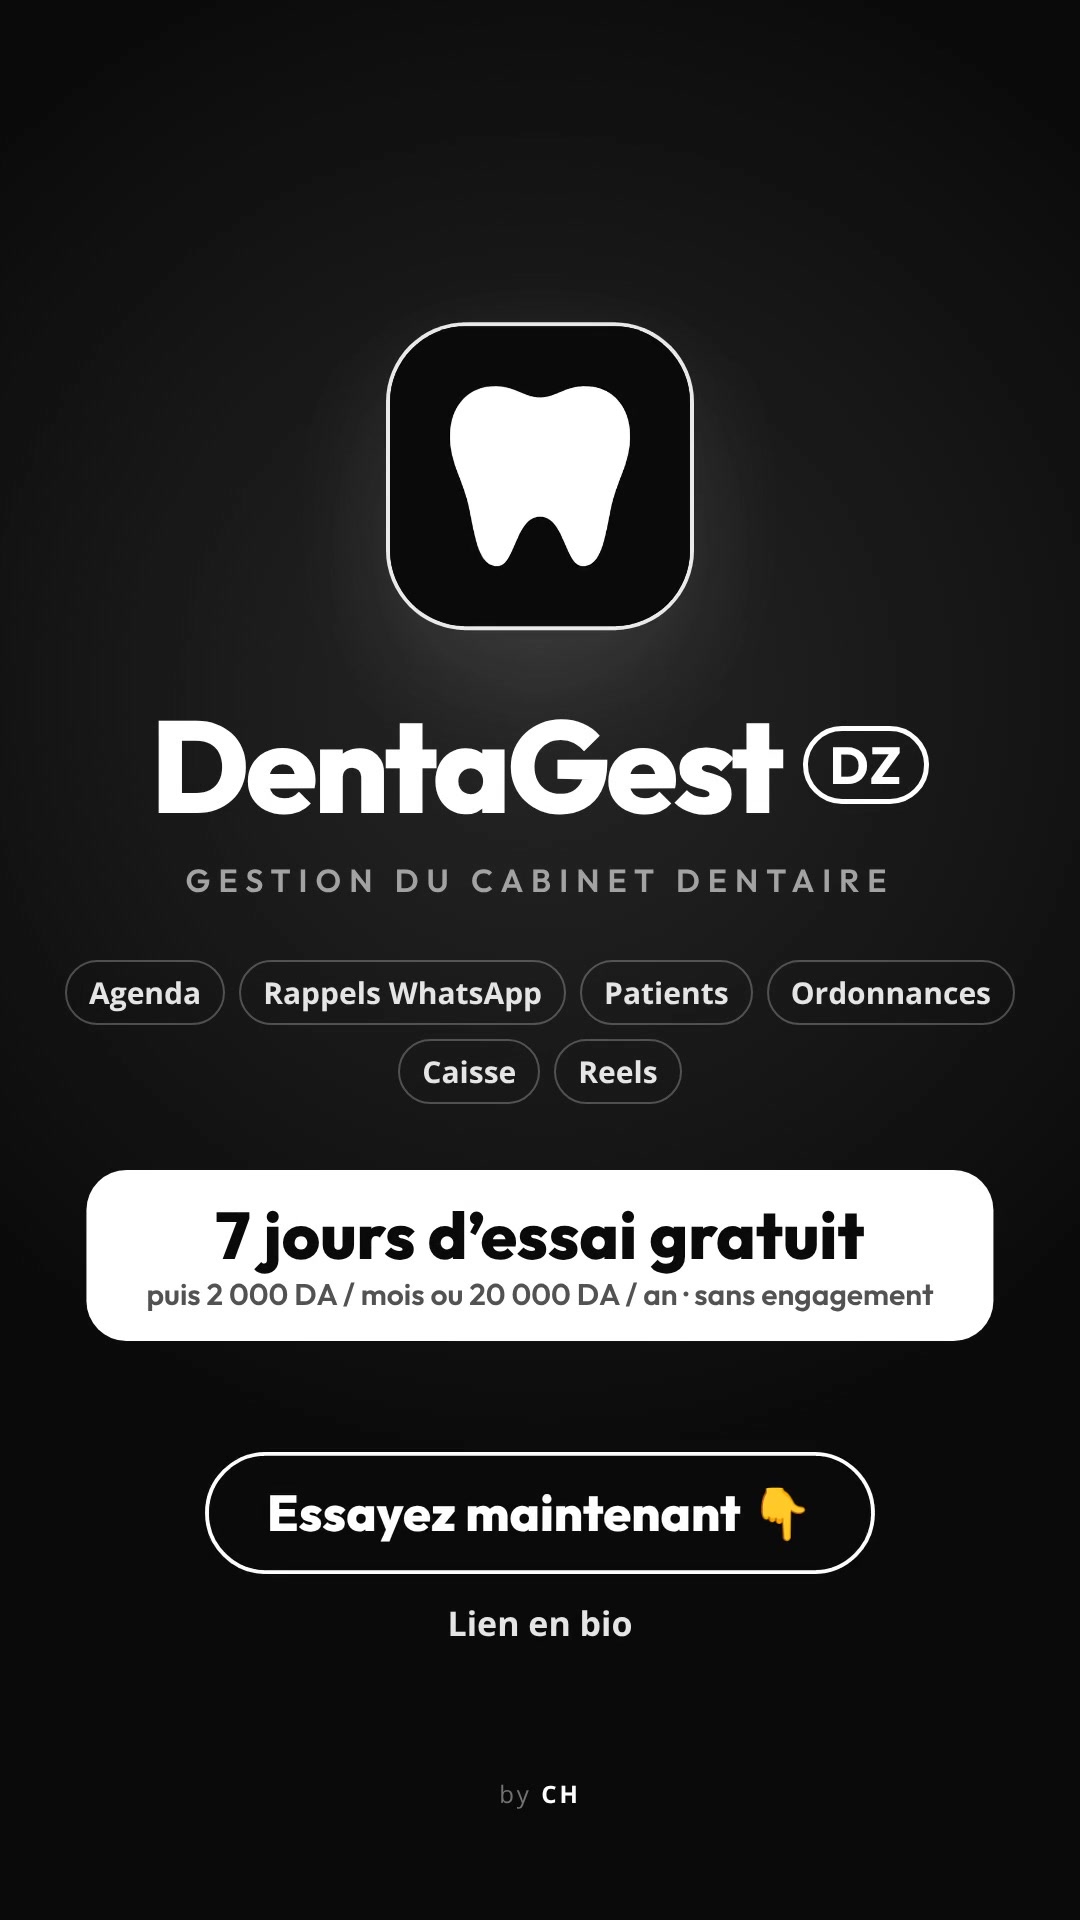 DentaGest DZ
GESTION DU CABINET DENTAIRE
Agenda Rappels WhatsApp Patients Ordonnances
Caisse Reels
7 jours d’essai gratuit
puis 2 000 DA / mois ou 20 000 DA / an · sans engagement
Essayez maintenant 👇
Lien en bio
by CH